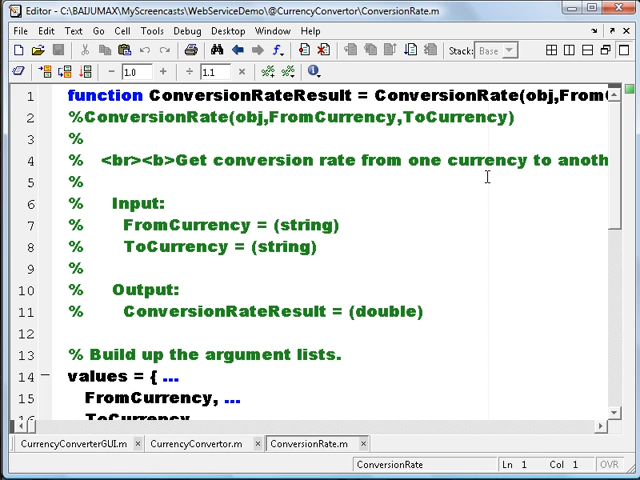 Editor - C:\BAIJUMAX\MyScreencasts\WebServiceDemo\@CurrencyConvertor\ConversionRate.m
File Edit Text Go Cell Tools Debug Desktop Window Help
Stack: Base
1.0 1.1
1 function ConversionRateResult = ConversionRate(obj,FromC
2 %ConversionRate(obj,FromCurrency,ToCurrency)
3 %
4 % <br><b>Get conversion rate from one currency to anoth
5 %
6 % Input:
7 % FromCurrency = (string)
8 % ToCurrency = (string)
9 %
10 % Output:
11 % ConversionRateResult = (double)
12
13 % Build up the argument lists.
14 values = { ...
15 FromCurrency, ...
16 ToCurrency
CurrencyConverterGUI.m CurrencyConvertor.m ConversionRate.m
ConversionRate Ln 1 Col 1 OVR